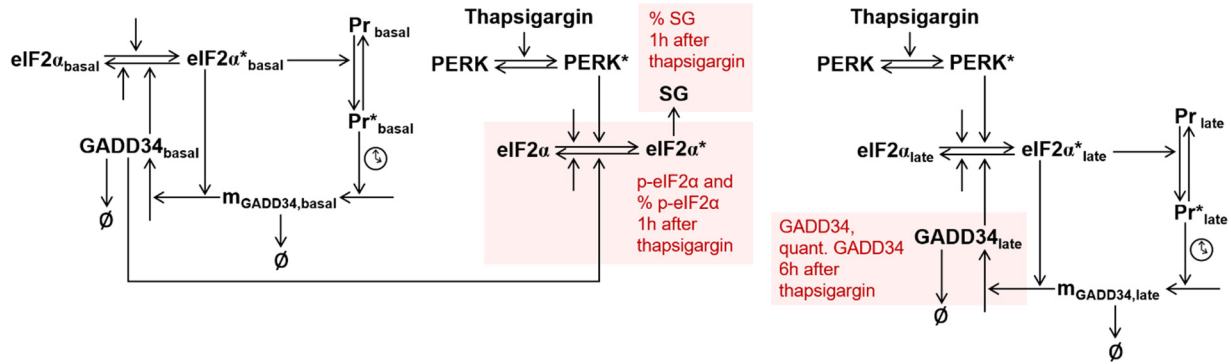 Pr basal
eIF2α basal
eIF2α* basal
Pr* basal
GADD34 basal
m GADD34,basal
Ø
Ø
Thapsigargin
PERK
PERK*
% SG
1h after
thapsigargin
SG
eIF2α
eIF2α*
p-eIF2α and
% p-eIF2α
1h after
thapsigargin
Thapsigargin
PERK
PERK*
Pr late
eIF2α late
eIF2α* late
Pr* late
GADD34,
quant. GADD34
6h after
thapsigargin
GADD34 late
m GADD34,late
Ø
Ø